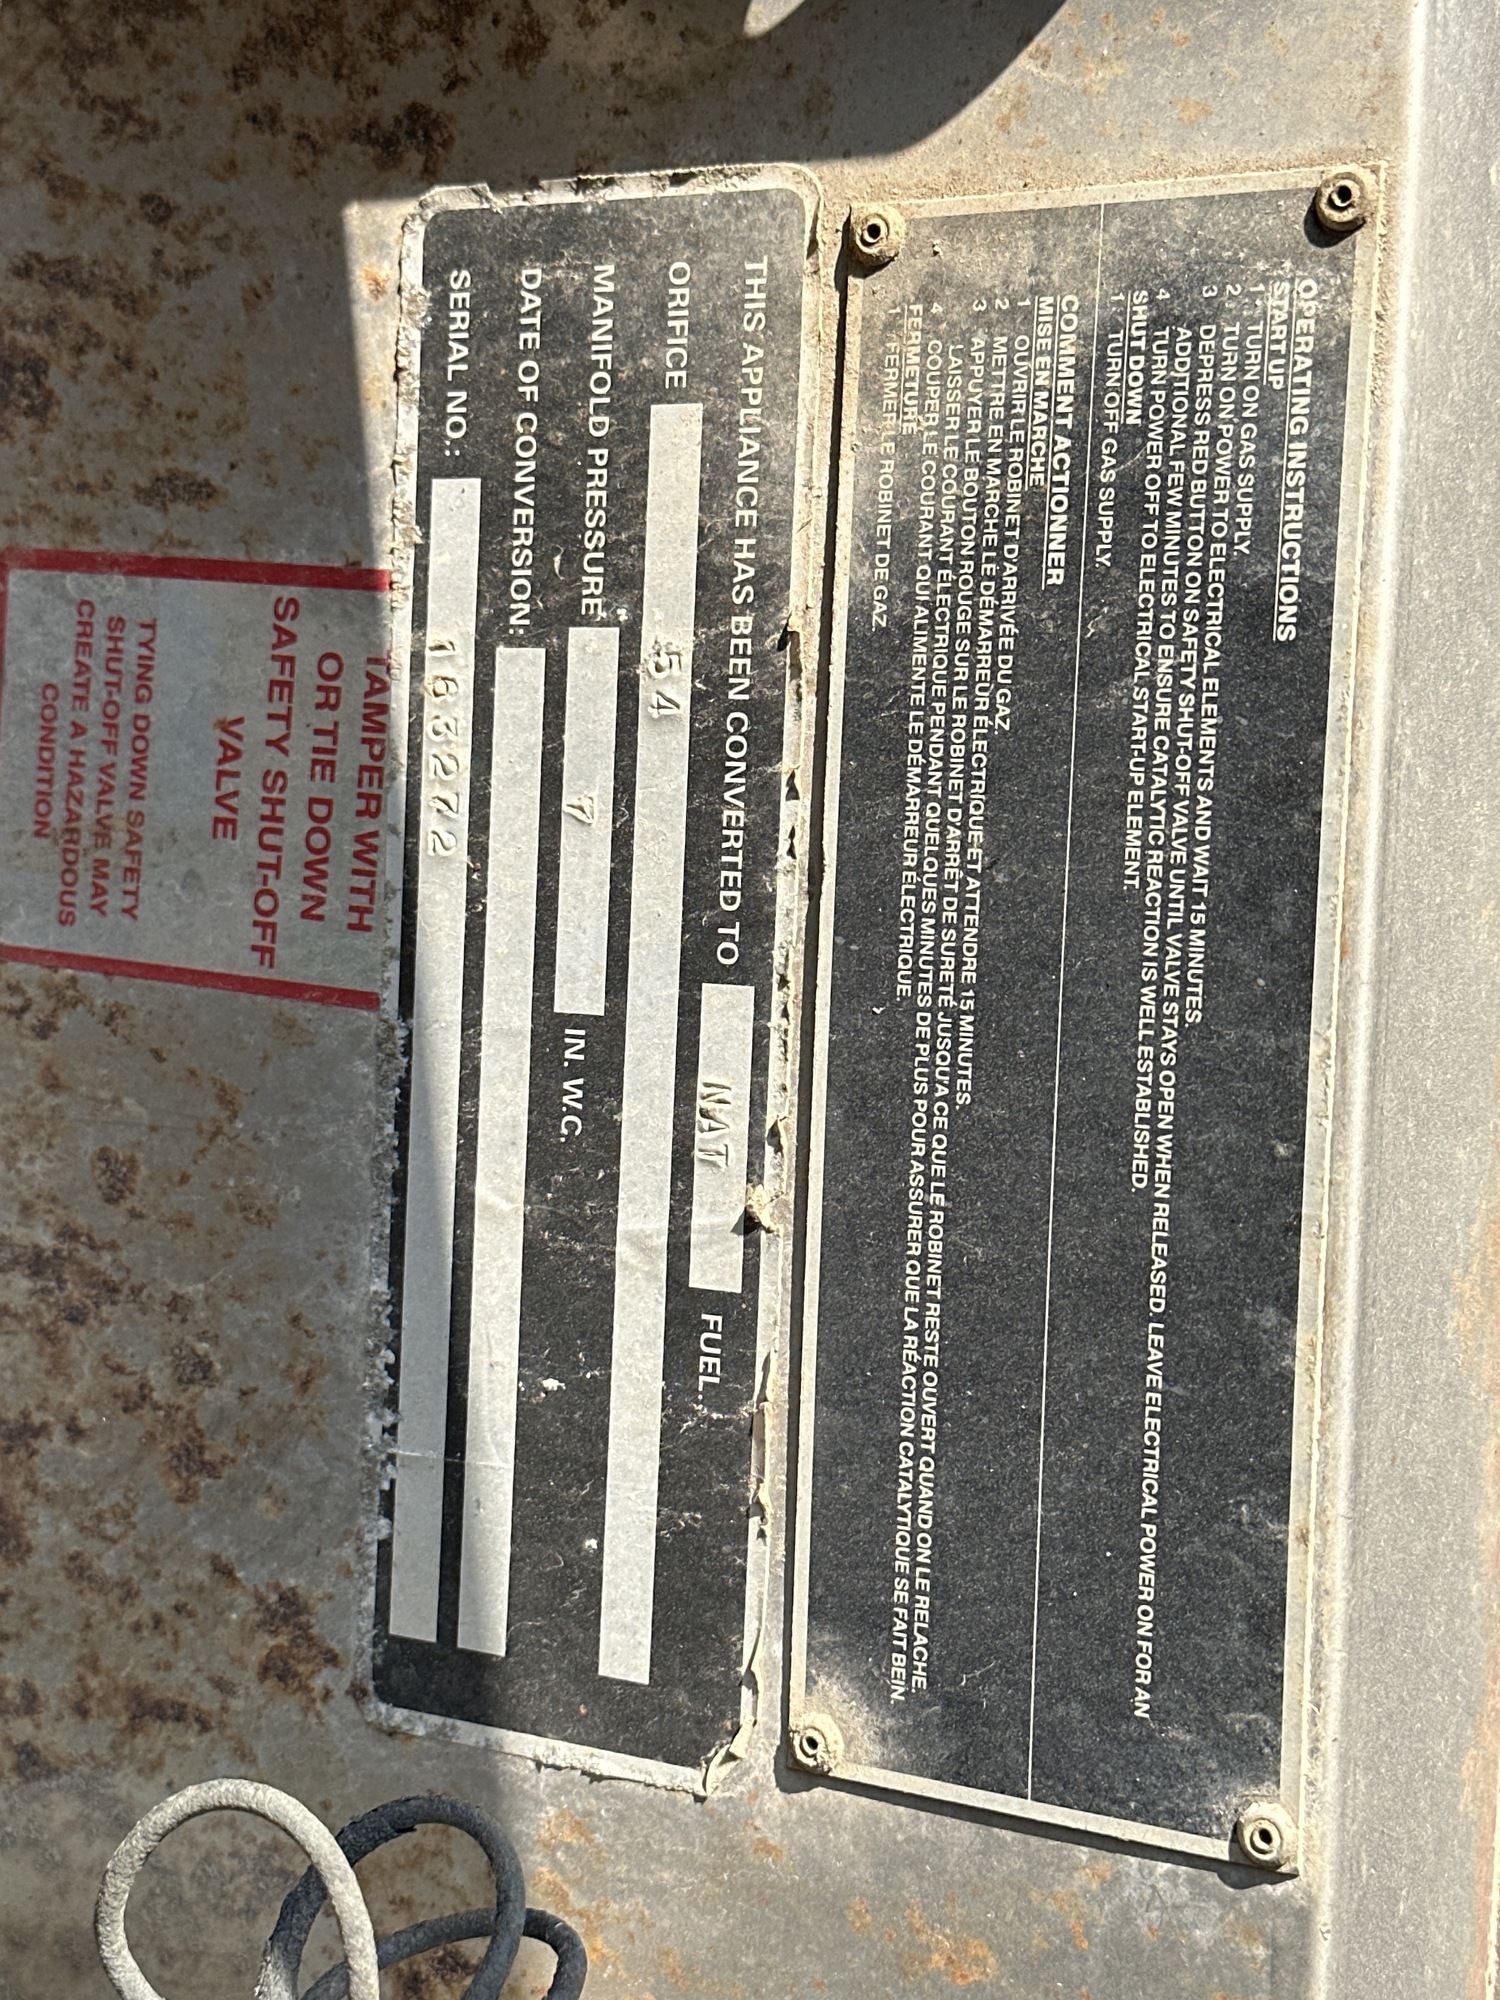 OPERATING INSTRUCTIONS
START UP
1. TURN ON GAS SUPPLY.
2. TURN ON POWER TO ELECTRICAL ELEMENTS AND WAIT 15 MINUTES.
3 DEPRESS RED BUTTON ON SAFETY SHUT-OFF VALVE UNTIL VALVE STAYS OPEN WHEN RELEASED. LEAVE ELECTRICAL POWER ON FOR AN
ADDITIONAL FEW MINUTES TO ENSURE CATALYTIC REACTION IS WELL ESTABLISHED.
4 TURN POWER OFF TO ELECTRICAL START-UP ELEMENT.
SHUT DOWN
1. TURN OFF GAS SUPPLY.
COMMENT ACTIONNER
MISE EN MARCHE
1 OUVRIR LE ROBINET D'ARRIVÉE DU GAZ.
2 METTRE EN MARCHE LE DÉMARREUR ÉLECTRIQUE ET ATTENDRE 15 MINUTES.
3 APPUYER LE BOUTON ROUGE SUR LE ROBINET D'ARRÊT DE SURETÉ JUSQU'A CE QUE LE ROBINET RESTE OUVERT QUAND ON LE RELACHE.
LAISSER LE COURANT ÉLECTRIQUE PENDANT QUELQUES MINUTES DE PLUS POUR ASSURER QUE LA RÉACTION CATALYTIQUE SE FAIT BEIN.
4 COUPER LE COURANT QUI ALIMENTE LE DÉMARREUR ÉLECTRIQUE.
FERMETURE
1 FERMER LE ROBINET DE GAZ.
THIS APPLIANCE HAS BEEN CONVERTED TO NAT FUEL.
ORIFICE 54
MANIFOLD PRESSURE 7 IN. W.C.
DATE OF CONVERSION:
SERIAL NO.: 163272
TAMPER WITH
OR TIE DOWN
SAFETY SHUT-OFF
VALVE
TYING DOWN SAFETY
SHUT-OFF VALVE MAY
CREATE A HAZARDOUS
CONDITION